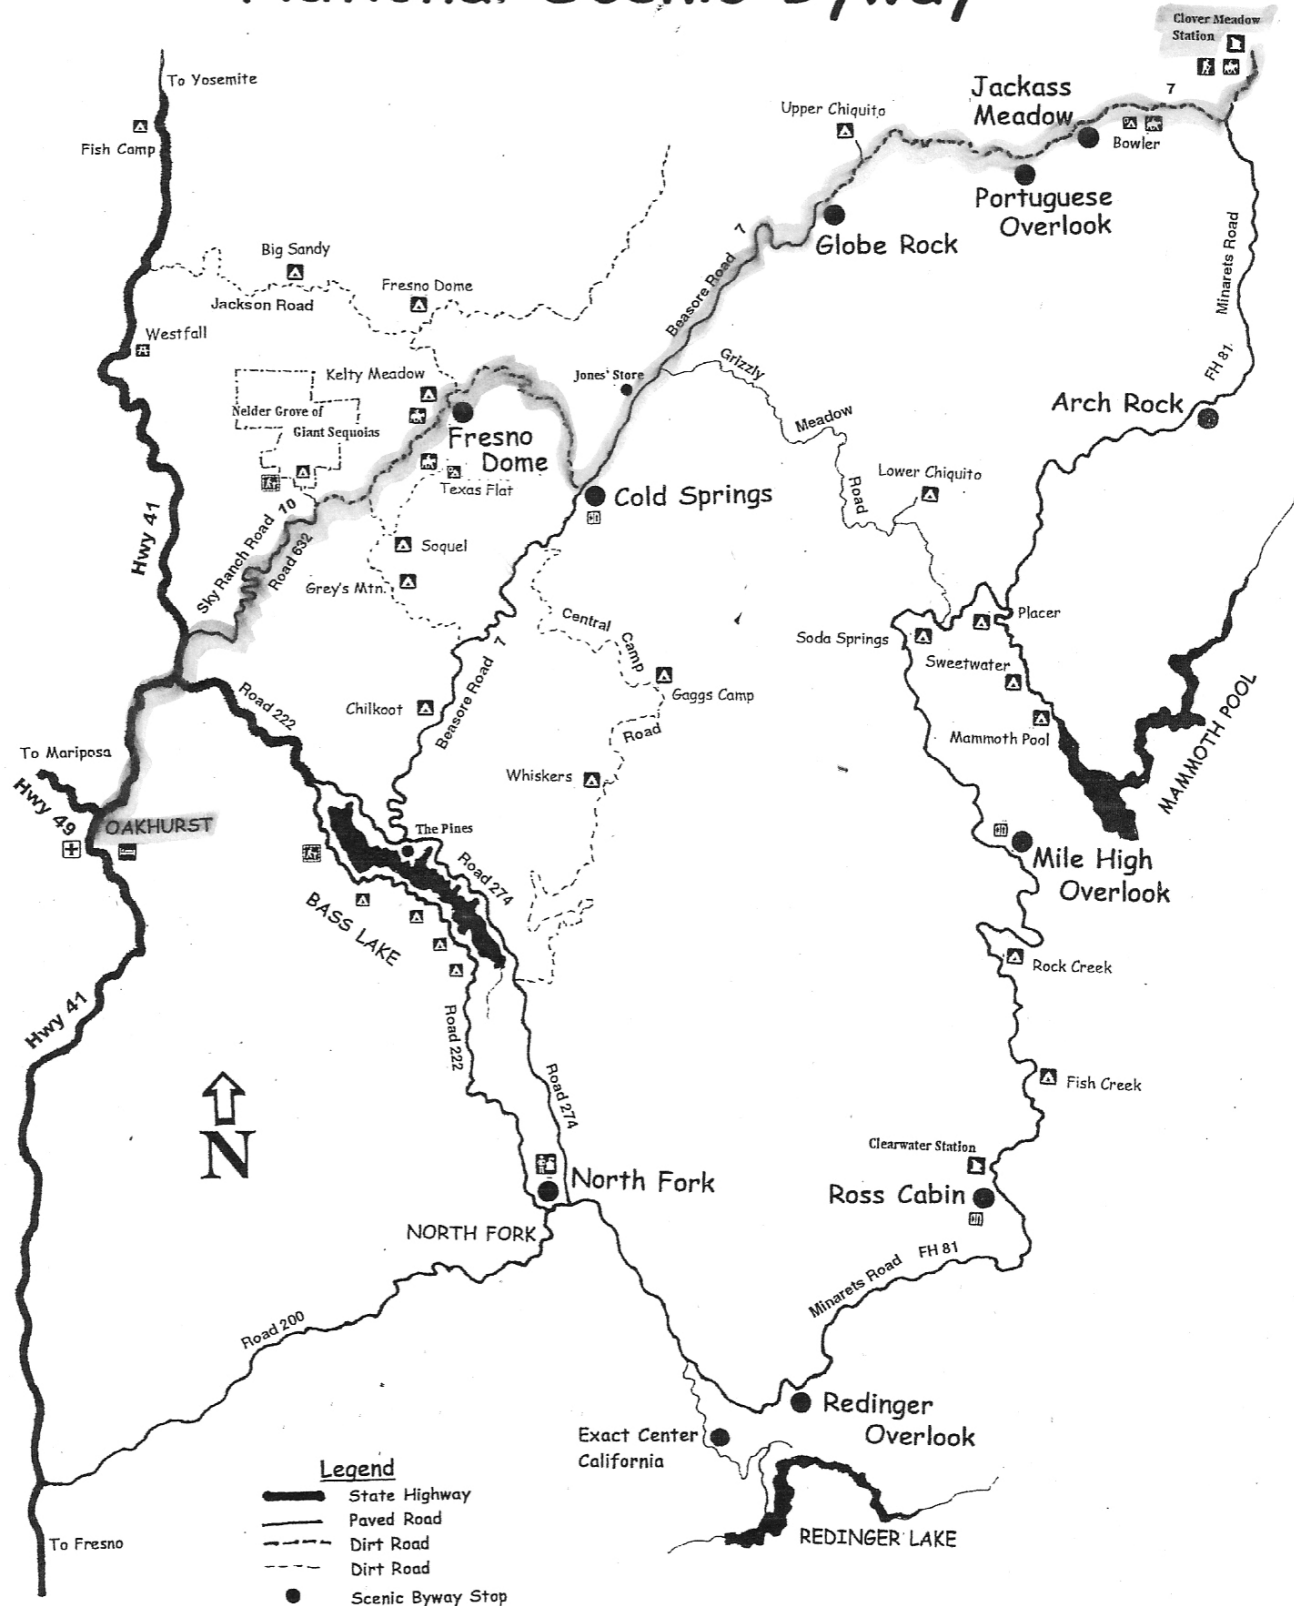 National Scenic Byway
Clover Meadow
Station
To Yosemite
Fish Camp
Jackass
Meadow
7
Upper Chiquito
Bowler
Portuguese
Overlook
Globe Rock
Minarets Road
FH 81
Big Sandy
Jackson Road
Fresno Dome
7
Beasore Road
Westfall
Kelty Meadow
Jones' Store
Grizzly
Meadow
Road
Arch Rock
Nelder Grove of
Giant Sequoias
Fresno
Dome
Texas Flat
Cold Springs
Lower Chiquito
Hwy 41
Sky Ranch Road 10
Road 632
Soquel
Grey's Mtn.
Central
Camp
Road
Soda Springs
Placer
Sweetwater
Gaggs Camp
Mammoth Pool
MAMMOTH POOL
Road 222
Chilkoot
Beasore Road 7
To Mariposa
Hwy 49
OAKHURST
Whiskers
The Pines
Road 274
BASS LAKE
Mile High
Overlook
Rock Creek
Hwy 41
Road 222
Road 274
Fish Creek
N
Clearwater Station
Ross Cabin
North Fork
NORTH FORK
Minarets Road FH 81
Road 200
Redinger
Overlook
Exact Center
California
REDINGER LAKE
To Fresno
Legend
State Highway
Paved Road
Dirt Road
Dirt Road
Scenic Byway Stop